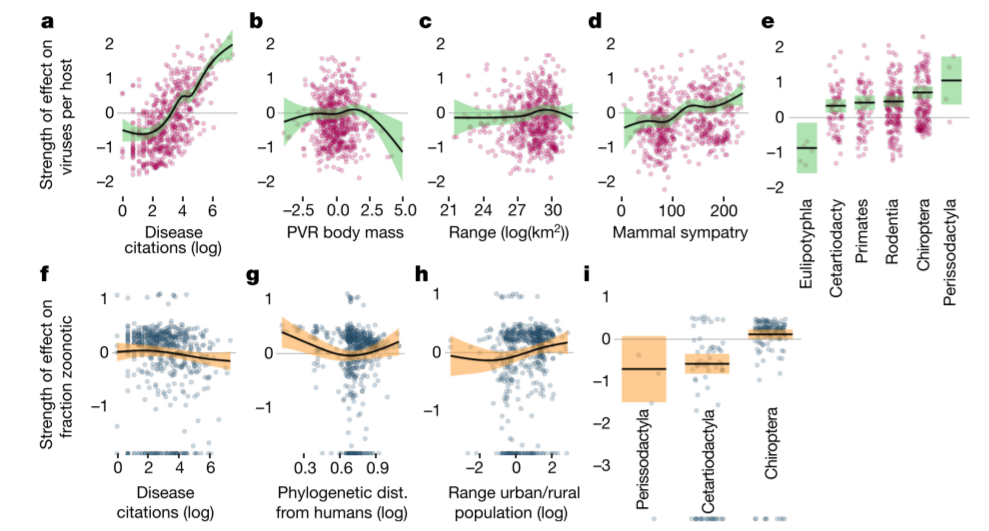 a
b
c
d
e
Strength of effect on
viruses per host
2
1
0
−1
−2
0 2 4 6
Disease
citations (log)
2
1
0
−1
−2
−2.5 0.0 2.5 5.0
PVR body mass
2
1
0
−1
−2
21 24 27 30
Range (log(km²))
2
1
0
−1
−2
0 100 200
Mammal sympatry
2
1
0
−1
−2
Eulipotyphla
Cetartiodacty
Primates
Rodentia
Chiroptera
Perissodactyla
f
g
h
i
Strength of effect on
fraction zoonotic
1
0
−1
0 2 4 6
Disease
citations (log)
1
0
−1
0.3 0.6 0.9
Phylogenetic dist.
from humans (log)
1
0
−1
−2 0 2
Range urban/rural
population (log)
1
0
−1
−2
−3
Perissodactyla
Cetartiodactyla
Chiroptera